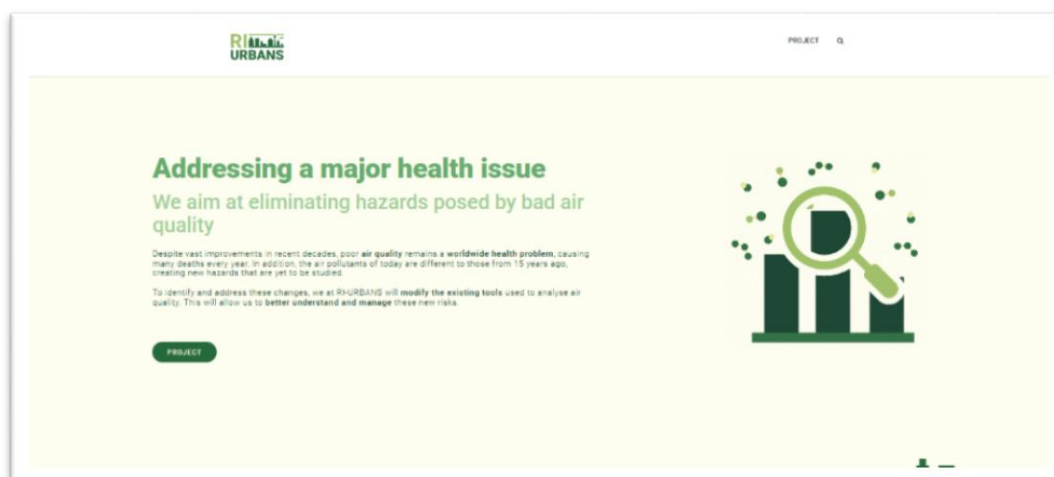 RI
URBANS
PROJECT
Addressing a major health issue
We aim at eliminating hazards posed by bad air
quality
Despite vast improvements in recent decades, poor air quality remains a worldwide health problem, causing
many deaths every year. In addition, the air pollutants of today are different to those from 15 years ago,
creating new hazards that are yet to be studied.
To identify and address these changes, we at RI-URBANS will modify the existing tools used to analyse air
quality. This will allow us to better understand and manage these new risks.
PROJECT